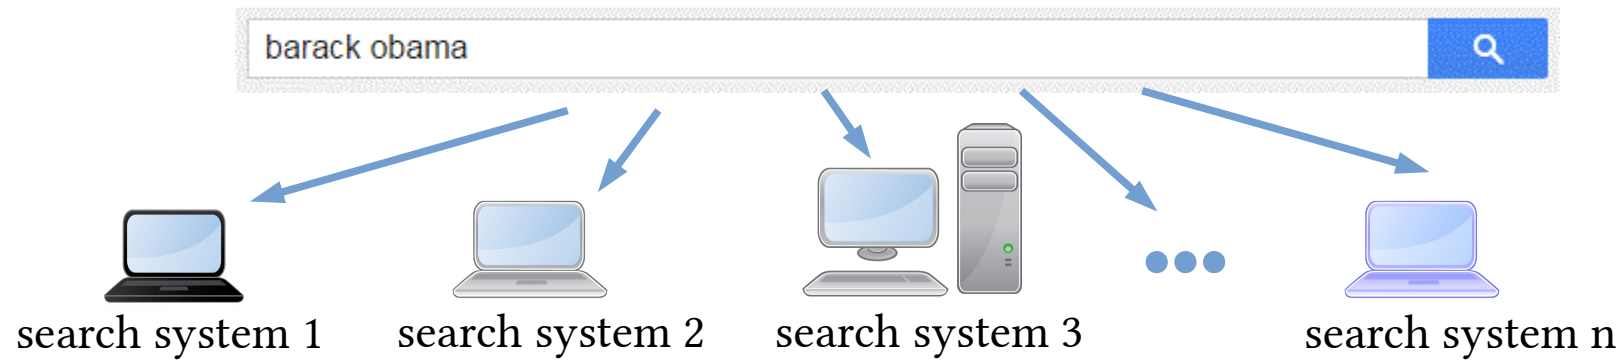 barack obama
search system 1
search system 2
search system 3
search system n